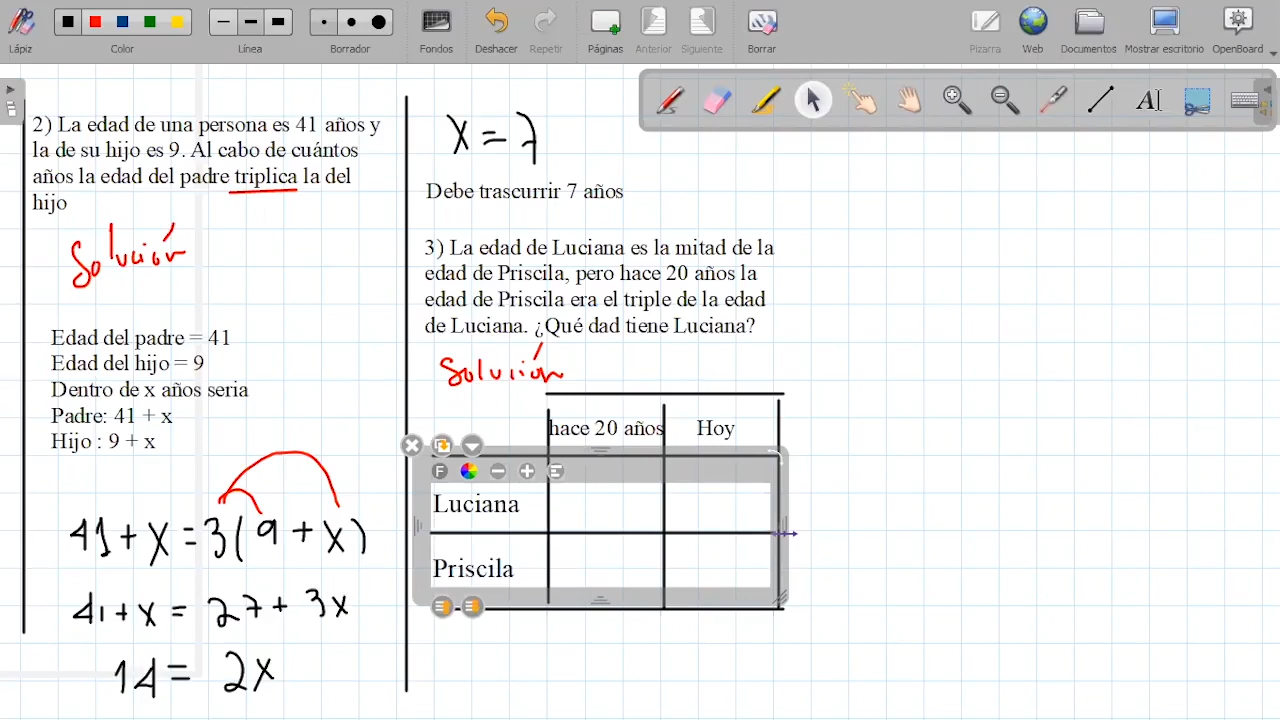 Lápiz
Color
Línea
Borrador
Fondos
Deshacer
Repetir
Páginas
Anterior
Siguiente
Borrar
Pizarra
Web
Documentos
Mostrar escritorio
OpenBoard
2) La edad de una persona es 41 años y
la de su hijo es 9. Al cabo de cuántos
años la edad del padre triplica la del
hijo
Solución
Edad del padre = 41
Edad del hijo = 9
Dentro de x años seria
Padre: 41 + x
Hijo : 9 + x
41 + x = 3(9 + x)
41 + x = 27 + 3x
14 = 2x
x = 7
Debe trascurrir 7 años
3) La edad de Luciana es la mitad de la
edad de Priscila, pero hace 20 años la
edad de Priscila era el triple de la edad
de Luciana. ¿Qué dad tiene Luciana?
Solución
hace 20 años Hoy
F
Luciana
Priscila